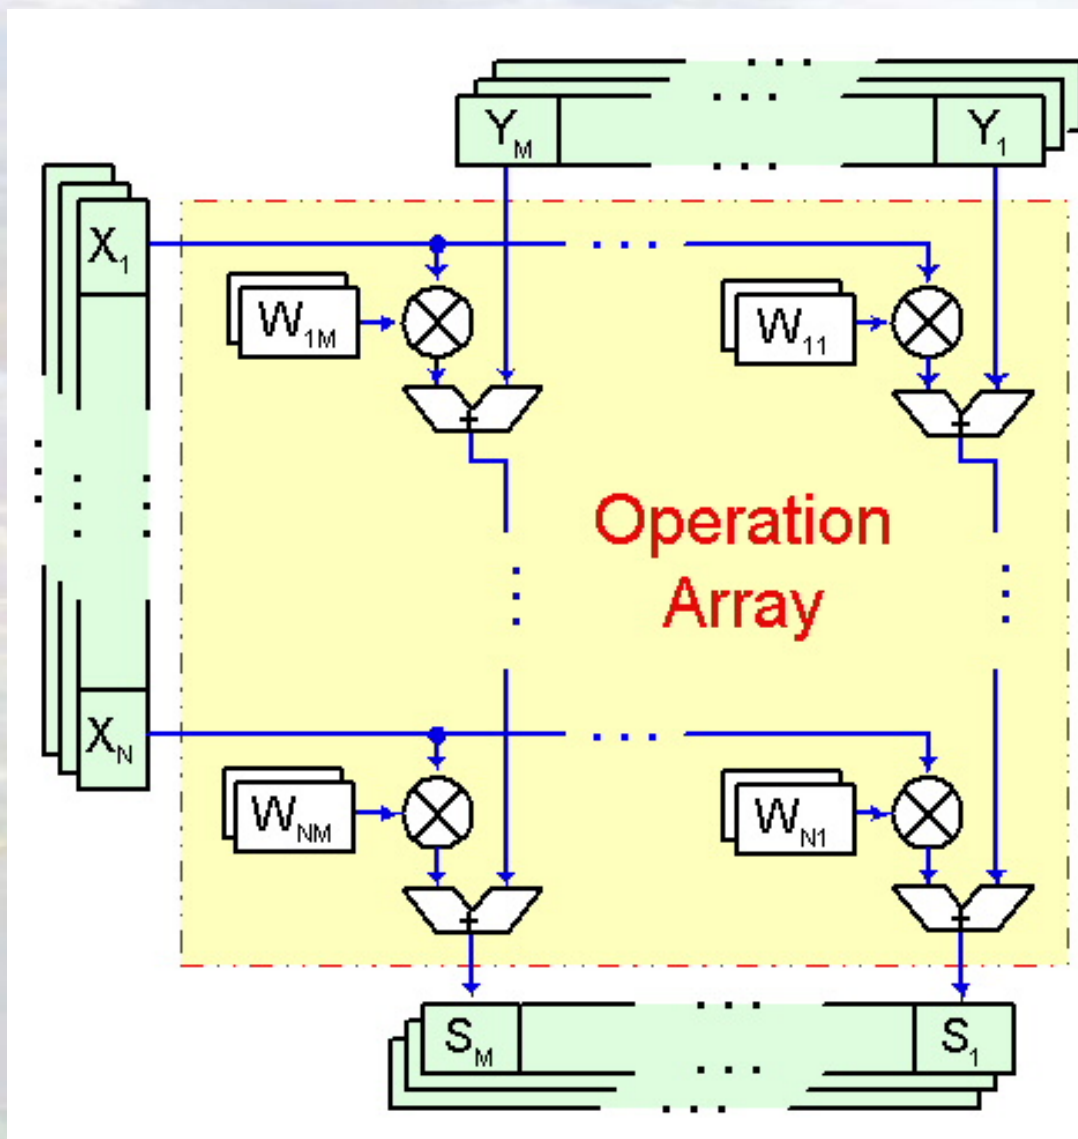 Y_M Y_1
X_1
W_1M W_11
+ +
Operation
Array
X_N
W_NM W_N1
+ +
S_M S_1